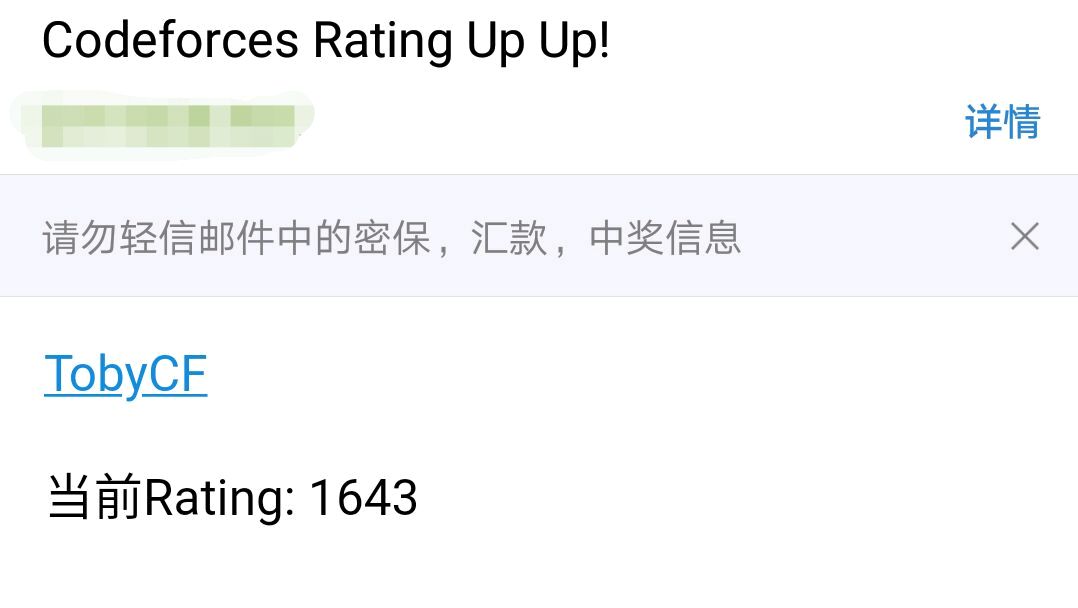 Codeforces Rating Up Up!
详情
请勿轻信邮件中的密保，汇款，中奖信息
TobyCF
当前Rating: 1643